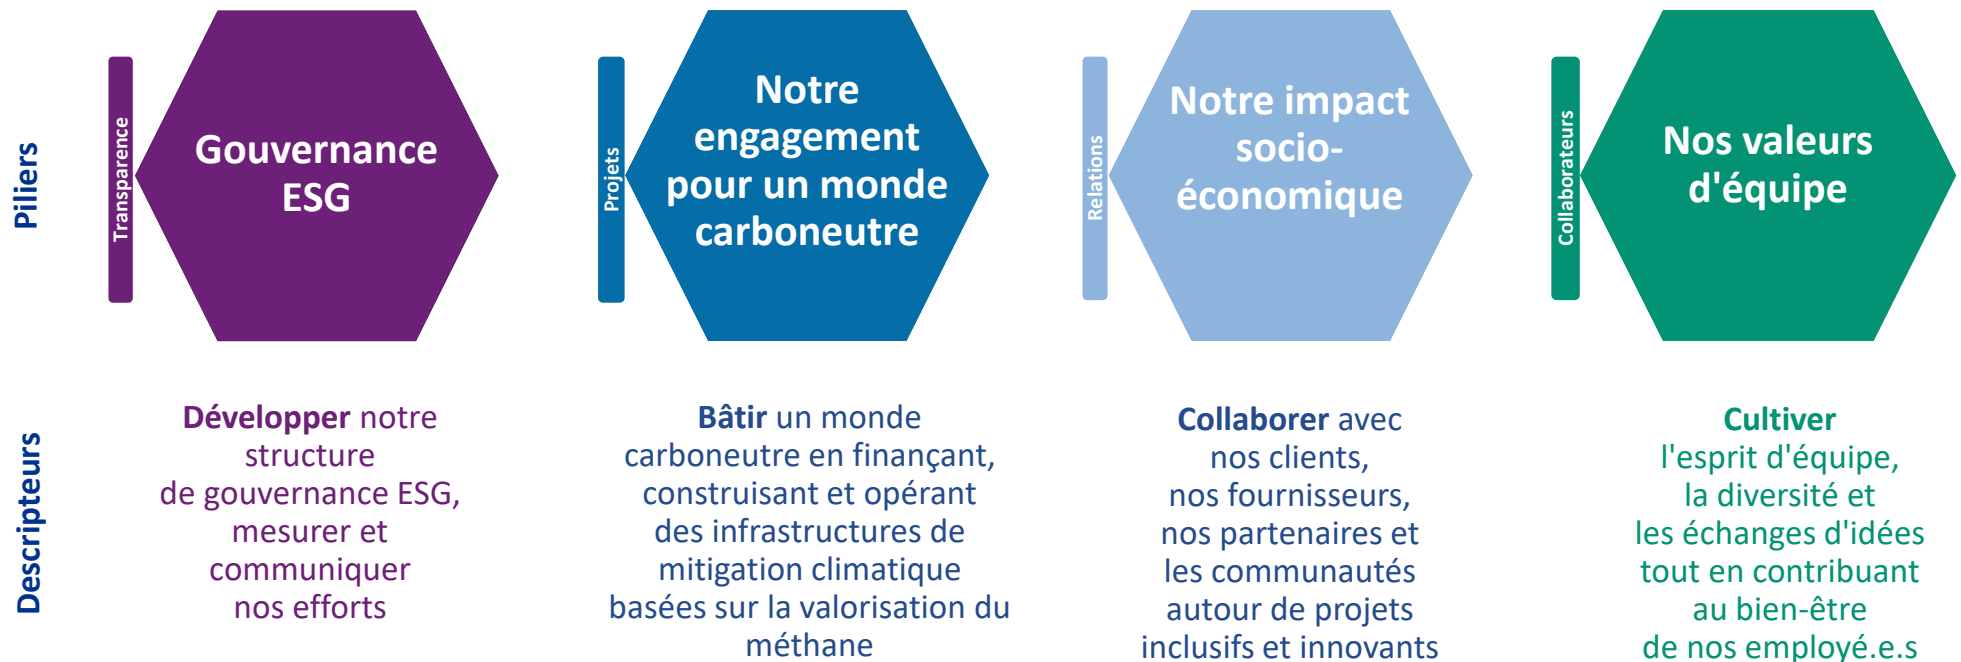 Piliers
Transparence
Gouvernance
ESG
Projets
Notre
engagement
pour un monde
carboneutre
Relations
Notre impact
socio-
économique
Collaborateurs
Nos valeurs
d'équipe
Descripteurs
Développer notre
structure
de gouvernance ESG,
mesurer et
communiquer
nos efforts
Bâtir un monde
carboneutre en finançant,
construisant et opérant
des infrastructures de
mitigation climatique
basées sur la valorisation du
méthane
Collaborer avec
nos clients,
nos fournisseurs,
nos partenaires et
les communautés
autour de projets
inclusifs et innovants
Cultiver
l'esprit d'équipe,
la diversité et
les échanges d'idées
tout en contribuant
au bien-être
de nos employé.e.s